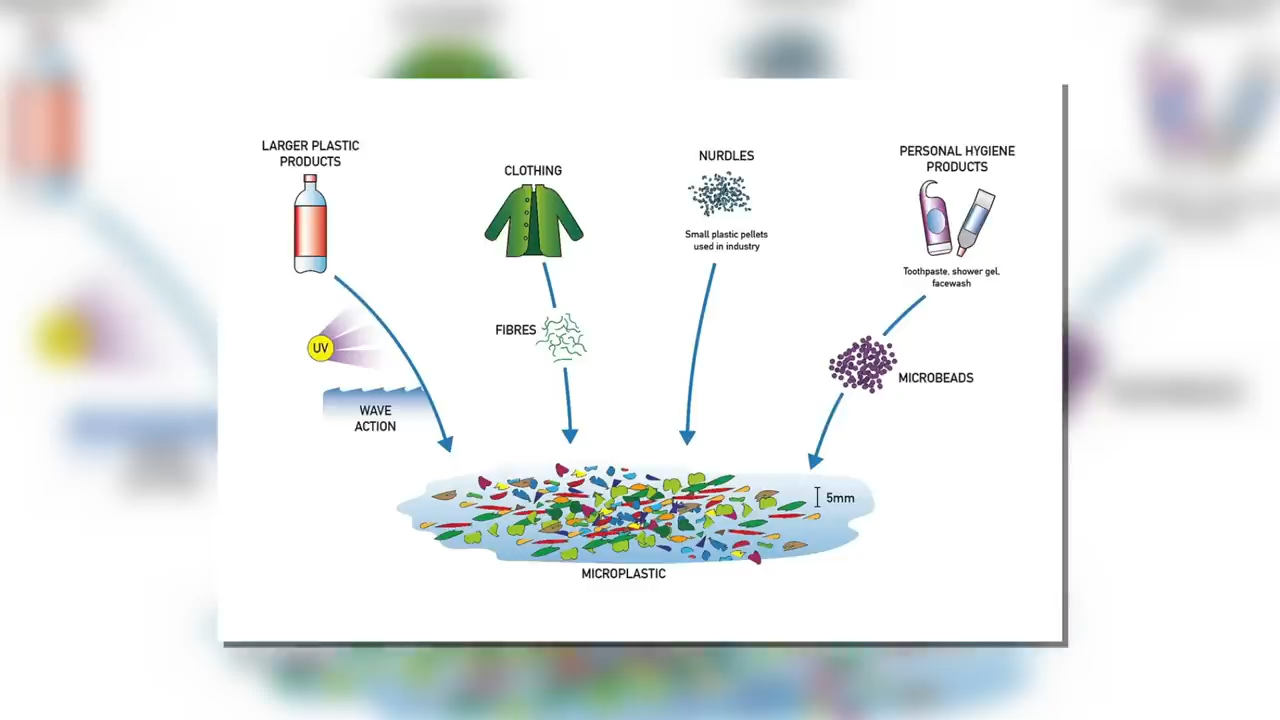 LARGER PLASTIC
PRODUCTS
CLOTHING
NURDLES
Small plastic pellets
used in industry
PERSONAL HYGIENE
PRODUCTS
Toothpaste, shower gel,
facewash
UV
FIBRES
MICROBEADS
WAVE
ACTION
5mm
MICROPLASTIC